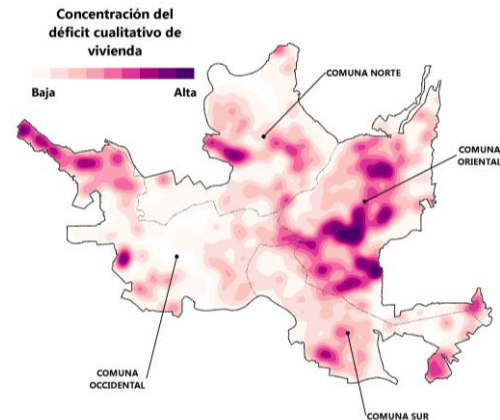 Concentración del
déficit cualitativo de
vivienda
Baja
Alta
COMUNA NORTE
COMUNA
ORIENTAL
COMUNA
OCCIDENTAL
COMUNA SUR